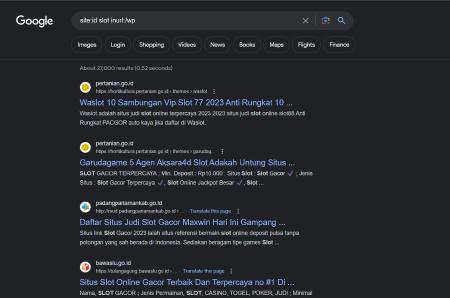 Google
site:id slot inurl:/wp
Images Login Shopping Videos News Books Maps Flights Finance
About 27,000 results (0.52 seconds)
pertanian.go.id
https://hortikultura.pertanian.go.id › themes › waslot
Waslot 10 Sambungan Vip Slot 77 2023 Anti Rungkat 10 ...
Waslot adalah situs judi slot online terpercaya 2023 2023 situs judi slot online slot88 Anti
Rungkat PACGOR auto kaya jika daftar di Waslot.
pertanian.go.id
https://hortikultura.pertanian.go.id › themes › garudag...
Garudagame 5 Agen Aksara4d Slot Adakah Untung Situs ...
SLOT GACOR TERPERCAYA ; Min. Deposit : Rp10.000 : Situs Slot : Slot Gacor ✔ ; Jenis
Situs : Slot Gacor Terpercaya ✔, Slot Online Jackpot Besar ✔, Slot ...
padangpariamankab.go.id
padangpariamankab.go.id › ... · Translate this page
Daftar Situs Judi Slot Gacor Maxwin Hari Ini Gampang ...
Situs link Slot Gacor 2023 ialah situs referensi bermain slot online deposit pulsa tanpa
potongan yang sah berada di Indonesia. Sediakan beragam tipe games Slot ...
bawaslu.go.id
https://tulungagung.bawaslu.go.id › ... · Translate this page
Situs Slot Online Gacor Terbaik Dan Terpercaya no #1 Di ...
Nama, SLOT GACOR ; Jenis Permainan, SLOT, CASINO, TOGEL, POKER, JUDI ; Minimal